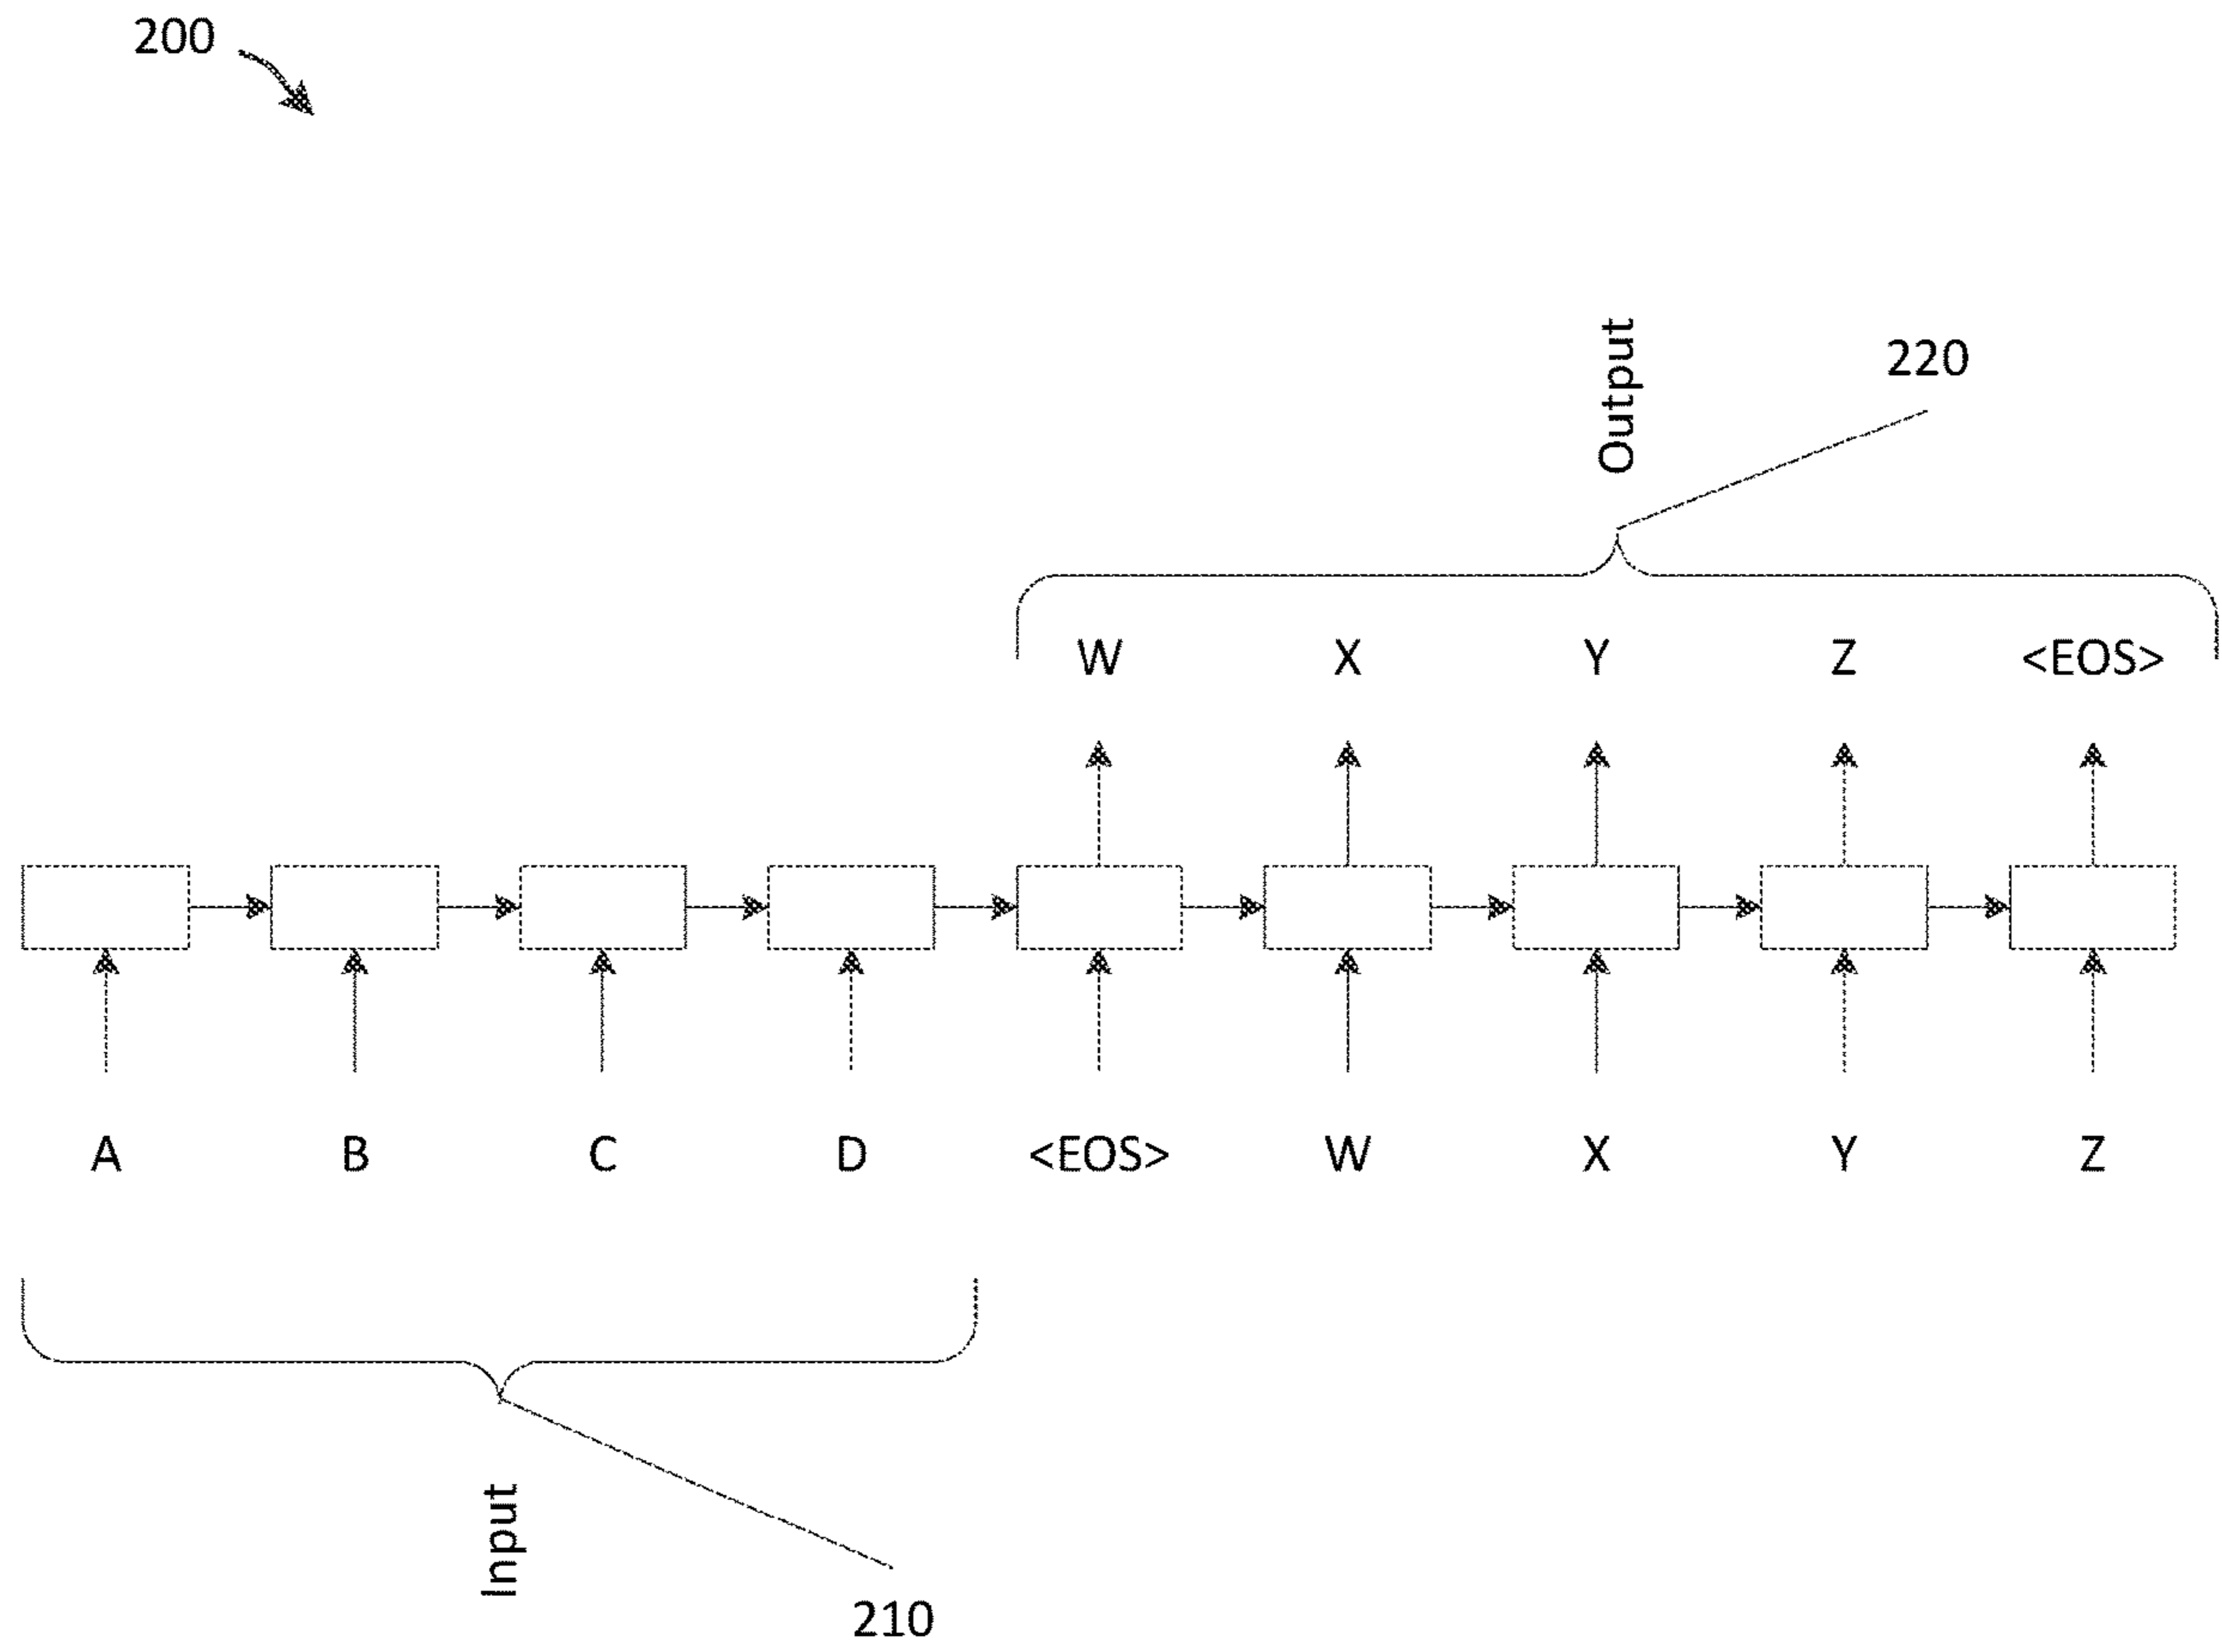 200
Output
220
W X Y Z <EOS>
A B C D <EOS> W X Y Z
Input
210